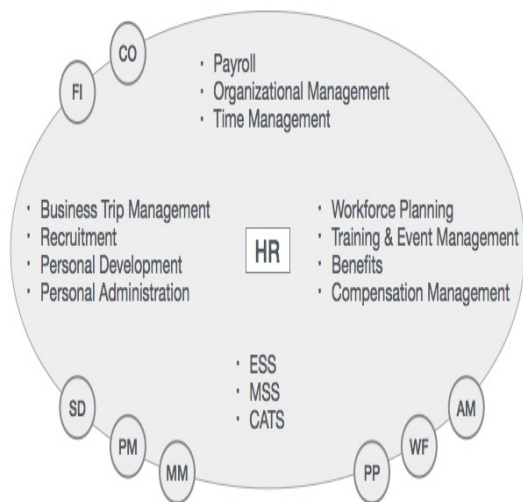 CO
FI
· Payroll
· Organizational Management
· Time Management
· Business Trip Management
· Recruitment
· Personal Development
· Personal Administration
HR
· Workforce Planning
· Training & Event Management
· Benefits
· Compensation Management
· ESS
· MSS
· CATS
SD
PM
MM
PP
WF
AM